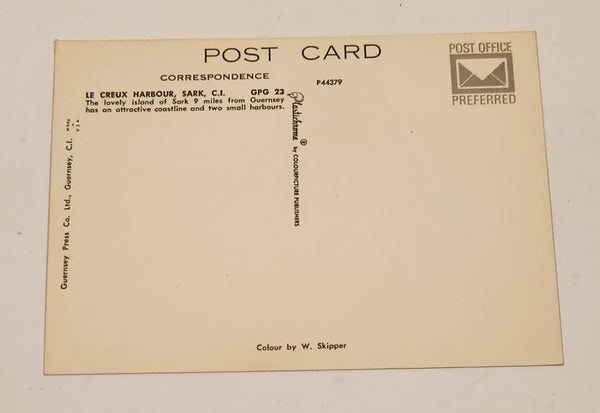 POST CARD
CORRESPONDENCE
P44379
POST OFFICE
PREFERRED
LE CREUX HARBOUR, SARK, C.I. GPG 23
The lovely island of Sark 9 miles from Guernsey
has an attractive coastline and two small harbours.
MADE
IN
U.S.A.
Guernsey Press Co. Ltd., Guernsey, C.I.
Plastichrome ® by COLOURPICTURE PUBLISHERS
Colour by W. Skipper